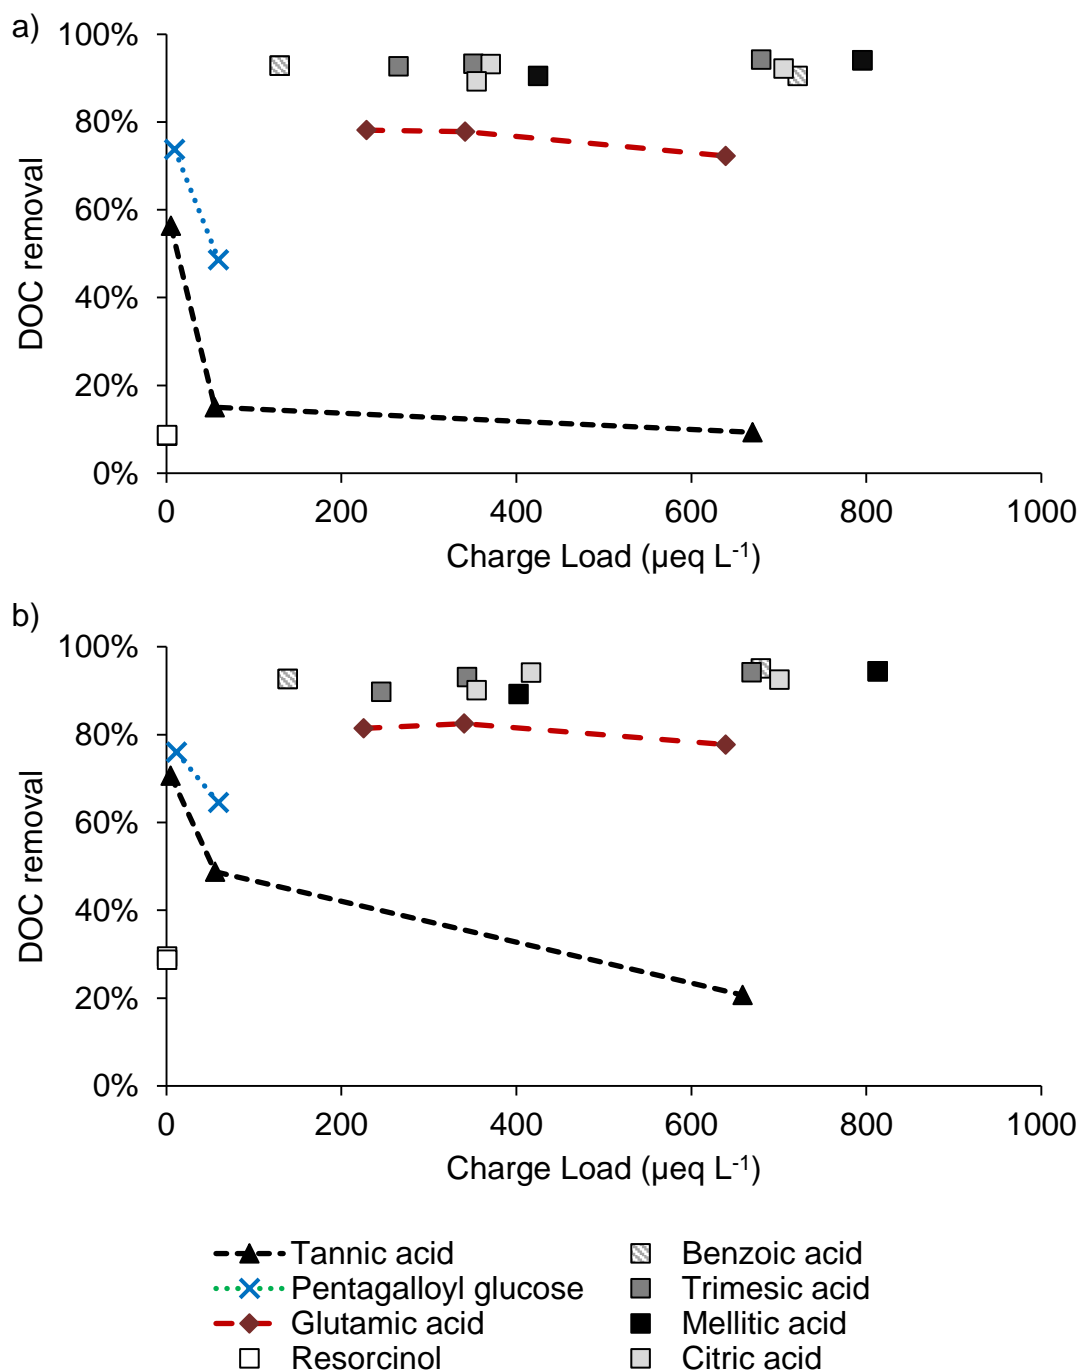 a)
100%
80%
60%
40%
20%
0%
DOC removal
0 200 400 600 800 1000
Charge Load (µeq L⁻¹)
b)
100%
80%
60%
40%
20%
0%
DOC removal
0 200 400 600 800 1000
Charge Load (µeq L⁻¹)
Tannic acid
Pentagalloyl glucose
Glutamic acid
Resorcinol
Benzoic acid
Trimesic acid
Mellitic acid
Citric acid